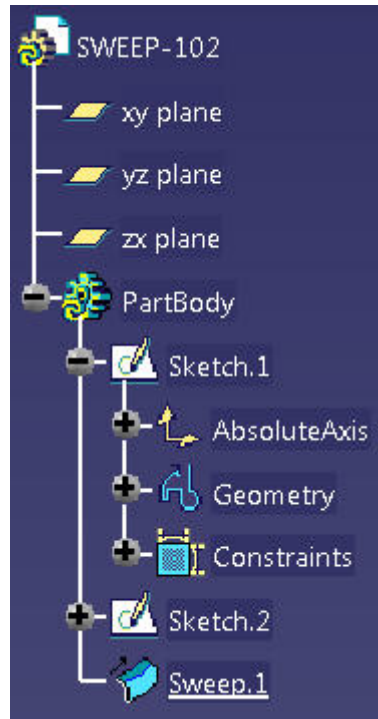 SWEEP-102
xy plane
yz plane
zx plane
PartBody
Sketch.1
AbsoluteAxis
Geometry
Constraints
Sketch.2
Sweep.1